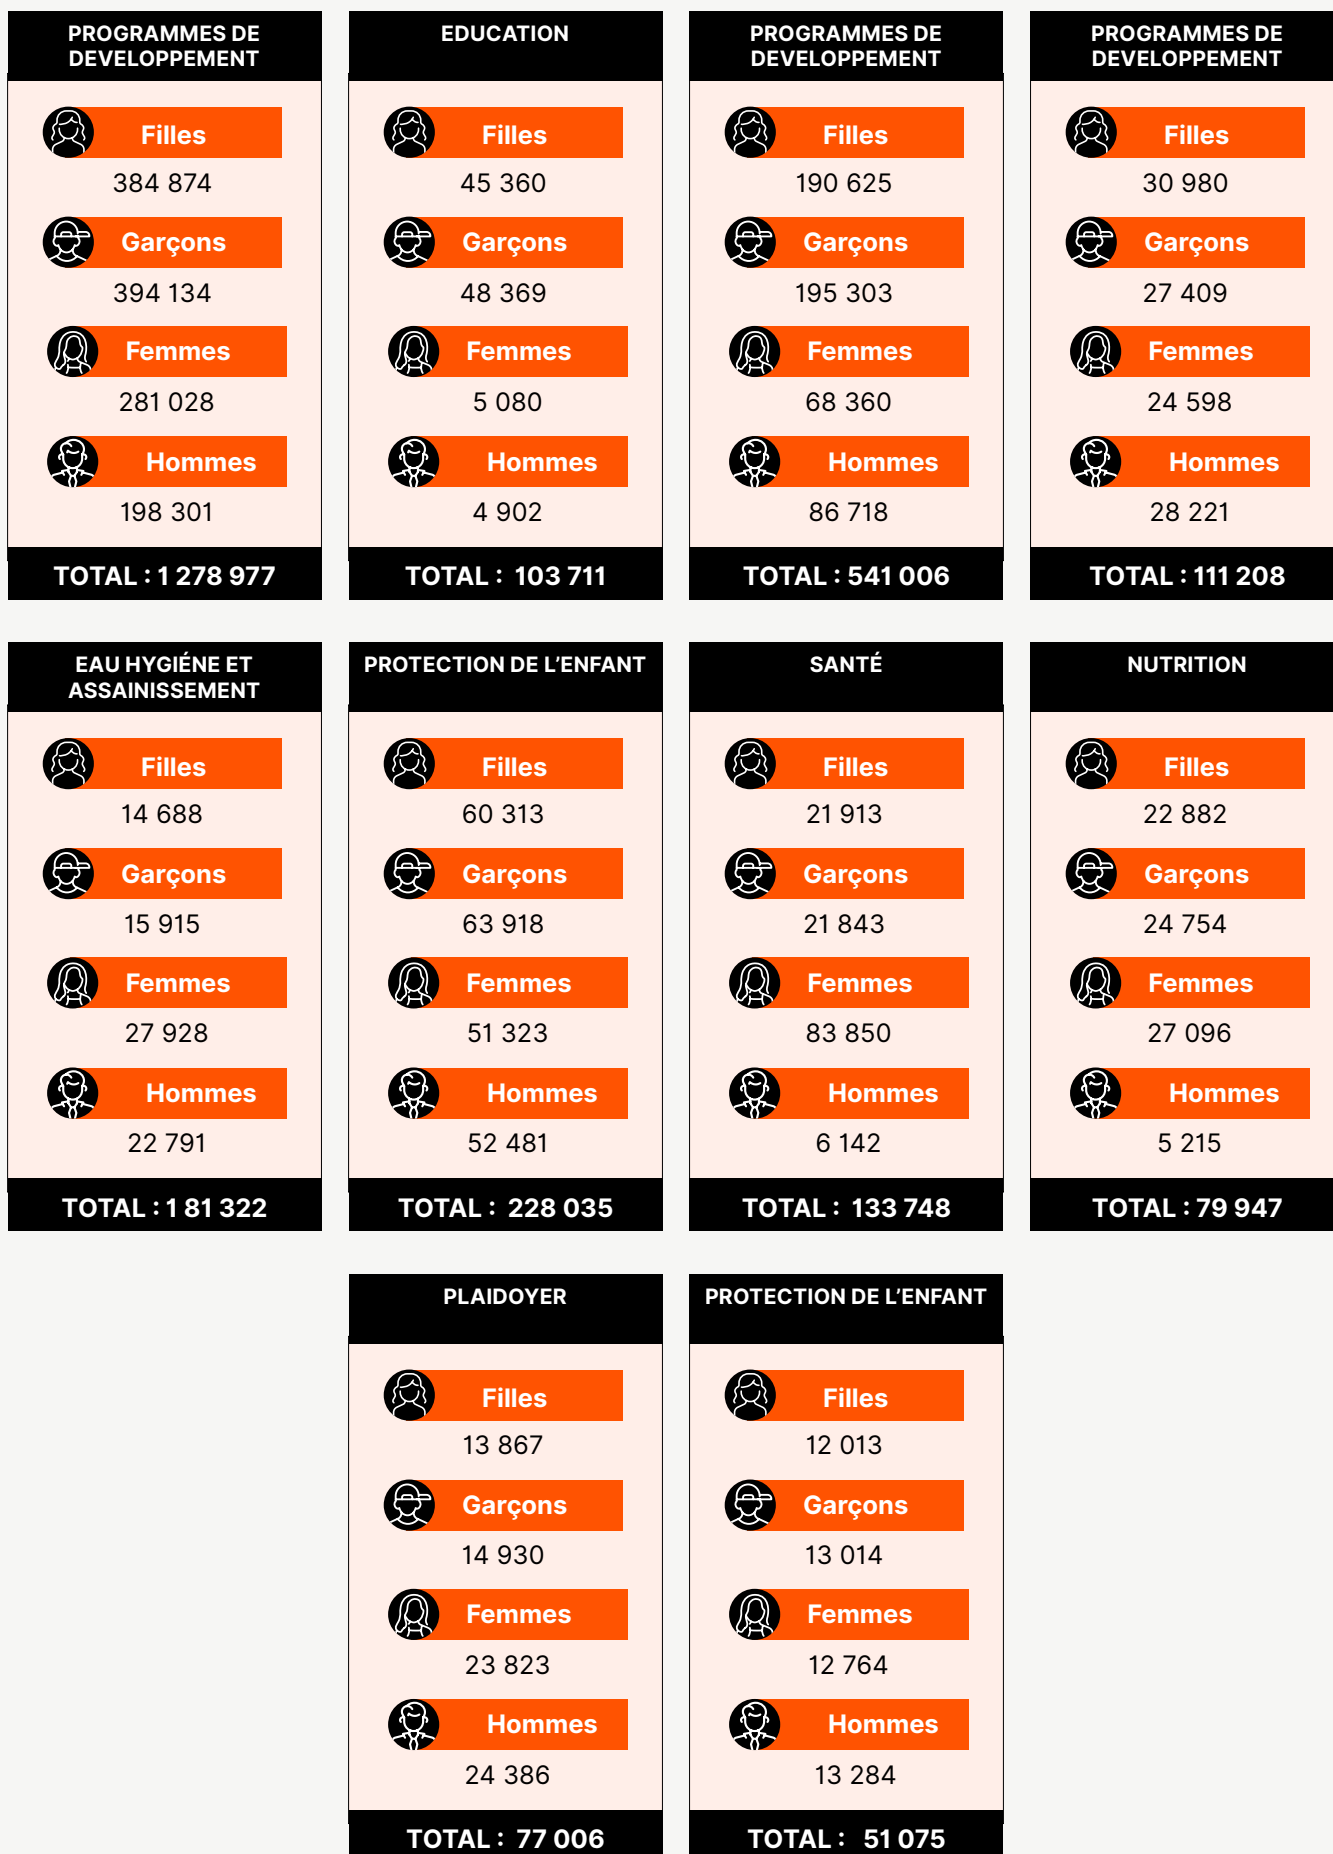 PROGRAMMES DE
DEVELOPPEMENT
Filles
384 874
Garçons
394 134
Femmes
281 028
Hommes
198 301
TOTAL : 1 278 977
EDUCATION
Filles
45 360
Garçons
48 369
Femmes
5 080
Hommes
4 902
TOTAL : 103 711
PROGRAMMES DE
DEVELOPPEMENT
Filles
190 625
Garçons
195 303
Femmes
68 360
Hommes
86 718
TOTAL : 541 006
PROGRAMMES DE
DEVELOPPEMENT
Filles
30 980
Garçons
27 409
Femmes
24 598
Hommes
28 221
TOTAL : 111 208
EAU HYGIÉNE ET
ASSAINISSEMENT
Filles
14 688
Garçons
15 915
Femmes
27 928
Hommes
22 791
TOTAL : 1 81 322
PROTECTION DE L’ENFANT
Filles
60 313
Garçons
63 918
Femmes
51 323
Hommes
52 481
TOTAL : 228 035
SANTÉ
Filles
21 913
Garçons
21 843
Femmes
83 850
Hommes
6 142
TOTAL : 133 748
NUTRITION
Filles
22 882
Garçons
24 754
Femmes
27 096
Hommes
5 215
TOTAL : 79 947
PLAIDOYER
Filles
13 867
Garçons
14 930
Femmes
23 823
Hommes
24 386
TOTAL : 77 006
PROTECTION DE L’ENFANT
Filles
12 013
Garçons
13 014
Femmes
12 764
Hommes
13 284
TOTAL : 51 075